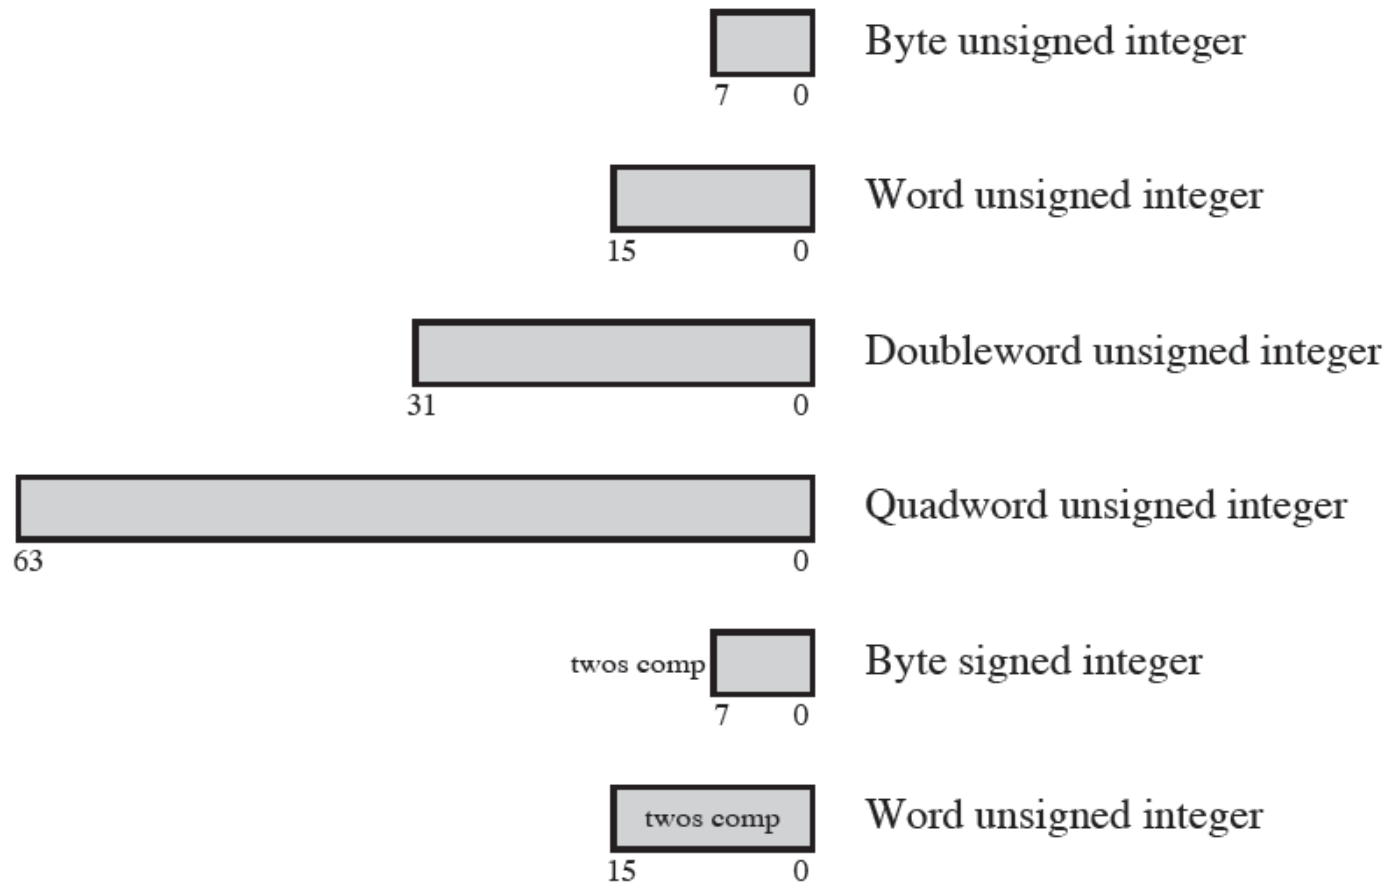 Byte unsigned integer
7 0
Word unsigned integer
15 0
Doubleword unsigned integer
31 0
Quadword unsigned integer
63 0
twos comp Byte signed integer
7 0
twos comp Word unsigned integer
15 0